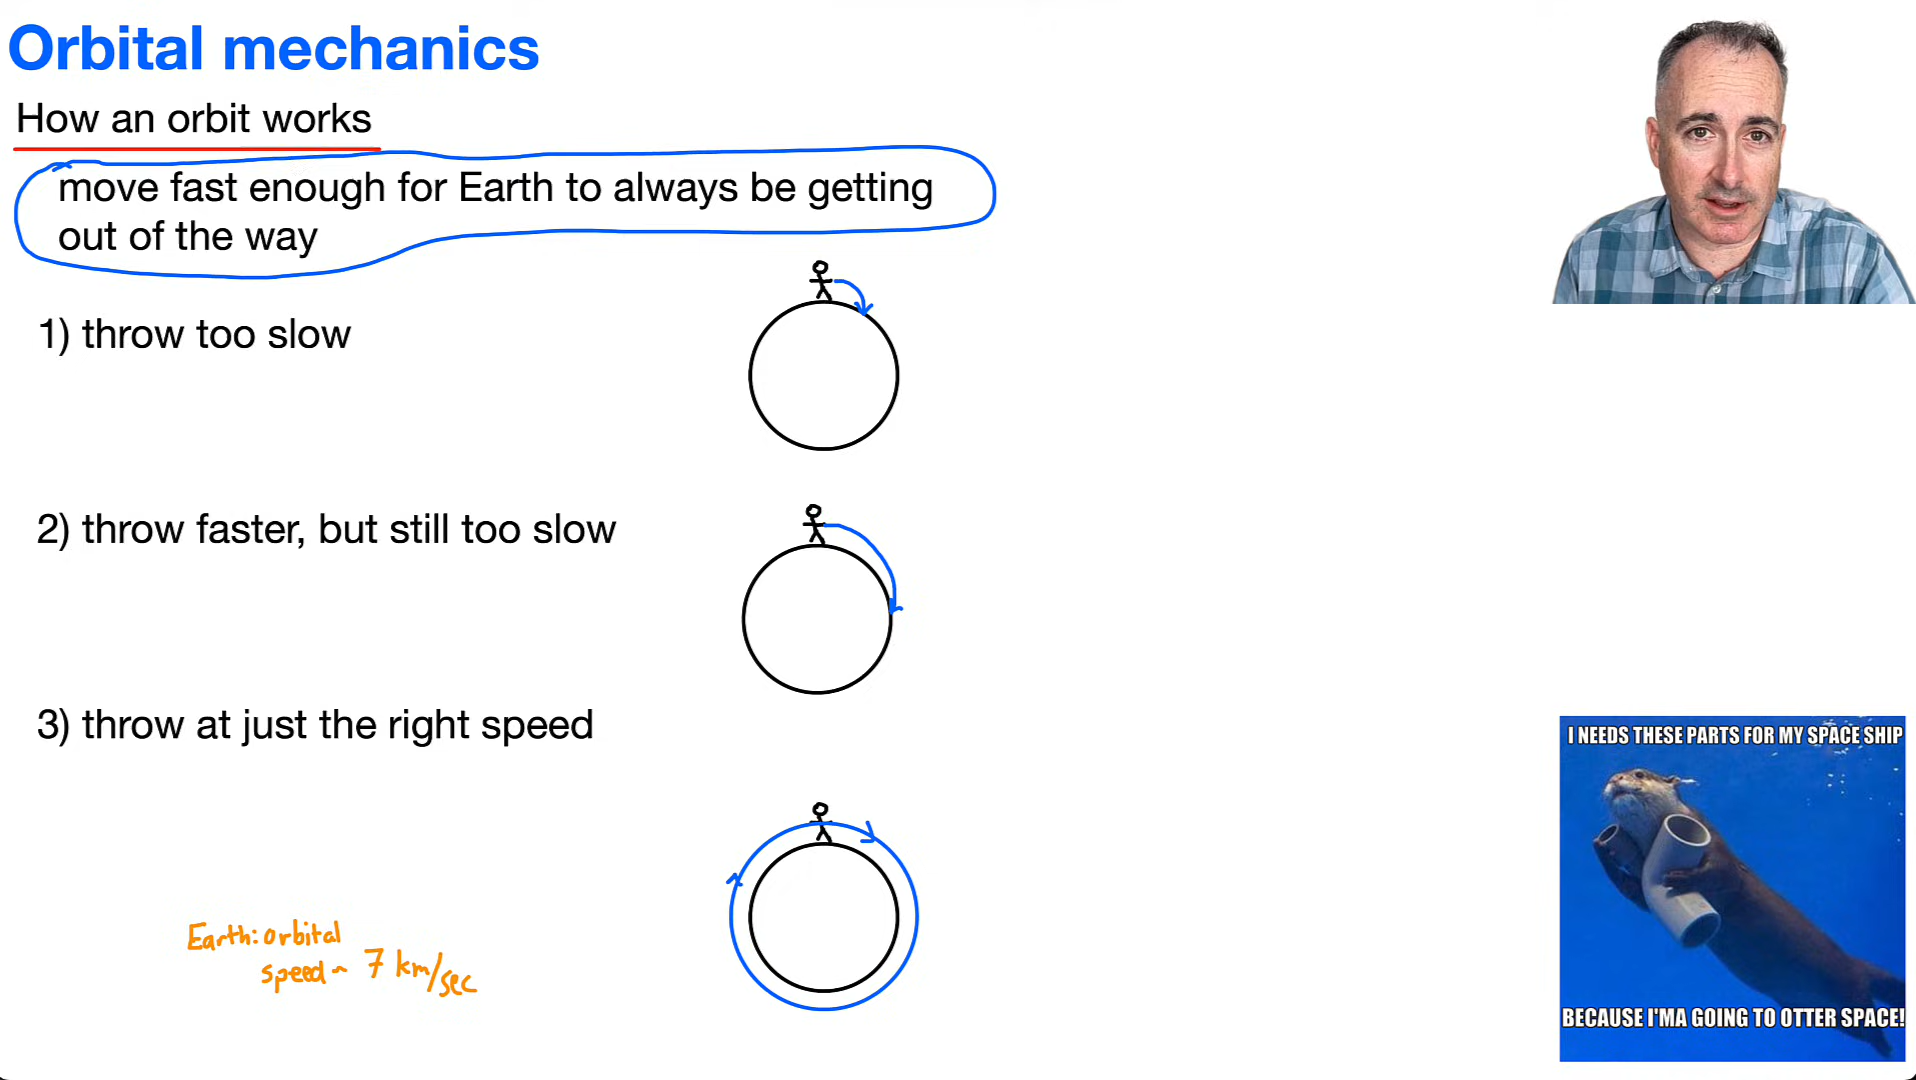 Orbital mechanics
How an orbit works
move fast enough for Earth to always be getting
out of the way
1) throw too slow
2) throw faster, but still too slow
3) throw at just the right speed
Earth: orbital
speed ~ 7 km/sec
I NEEDS THESE PARTS FOR MY SPACE SHIP
BECAUSE I'MA GOING TO OTTER SPACE!